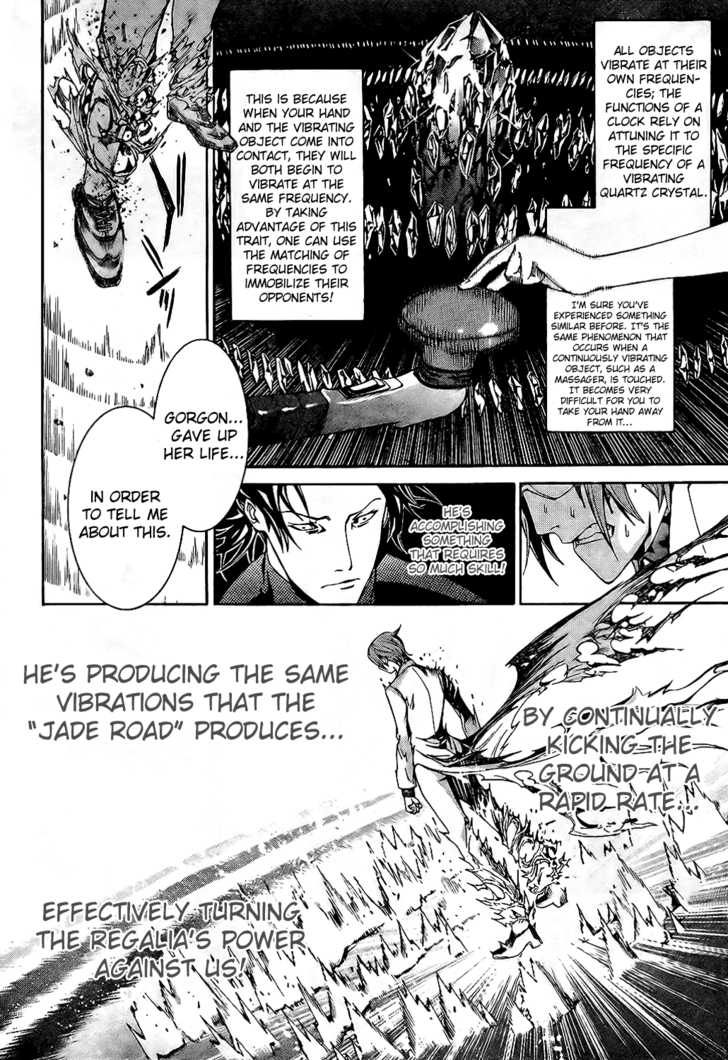 ALL OBJECTS
VIBRATE AT THEIR
OWN FREQUEN-
CIES; THE
FUNCTIONS OF A
CLOCK RELY ON
ATTUNING IT TO
THE SPECIFIC
FREQUENCY OF A
VIBRATING
QUARTZ CRYSTAL.
I'M SURE YOU'VE
EXPERIENCED SOMETHING
SIMILAR BEFORE. IT'S THE
SAME PHENOMENON THAT
OCCURS WHEN A
CONTINUOUSLY VIBRATING
OBJECT, SUCH AS A
MASSAGER, IS TOUCHED.
IT BECOMES VERY
DIFFICULT FOR YOU TO
TAKE YOUR HAND AWAY
FROM IT...
THIS IS BECAUSE
WHEN YOUR HAND
AND THE VIBRATING
OBJECT COME INTO
CONTACT, THEY WILL
BOTH BEGIN TO
VIBRATE AT THE
SAME FREQUENCY.
BY TAKING
ADVANTAGE OF THIS
TRAIT, ONE CAN USE
THE MATCHING OF
FREQUENCIES TO
IMMOBILIZE THEIR
OPPONENTS!
HE'S
ACCOMPLISHING
SOMETHING
THAT REQUIRES
SO MUCH SKILL!
GORGON...
GAVE UP
HER LIFE...
IN ORDER
TO TELL ME
ABOUT THIS.
HE'S PRODUCING THE SAME
VIBRATIONS THAT THE
"JADE ROAD" PRODUCES...
BY CONTINUALLY
KICKING THE
GROUND AT A
RAPID RATE...
EFFECTIVELY TURNING
THE REGALIA'S POWER
AGAINST US!